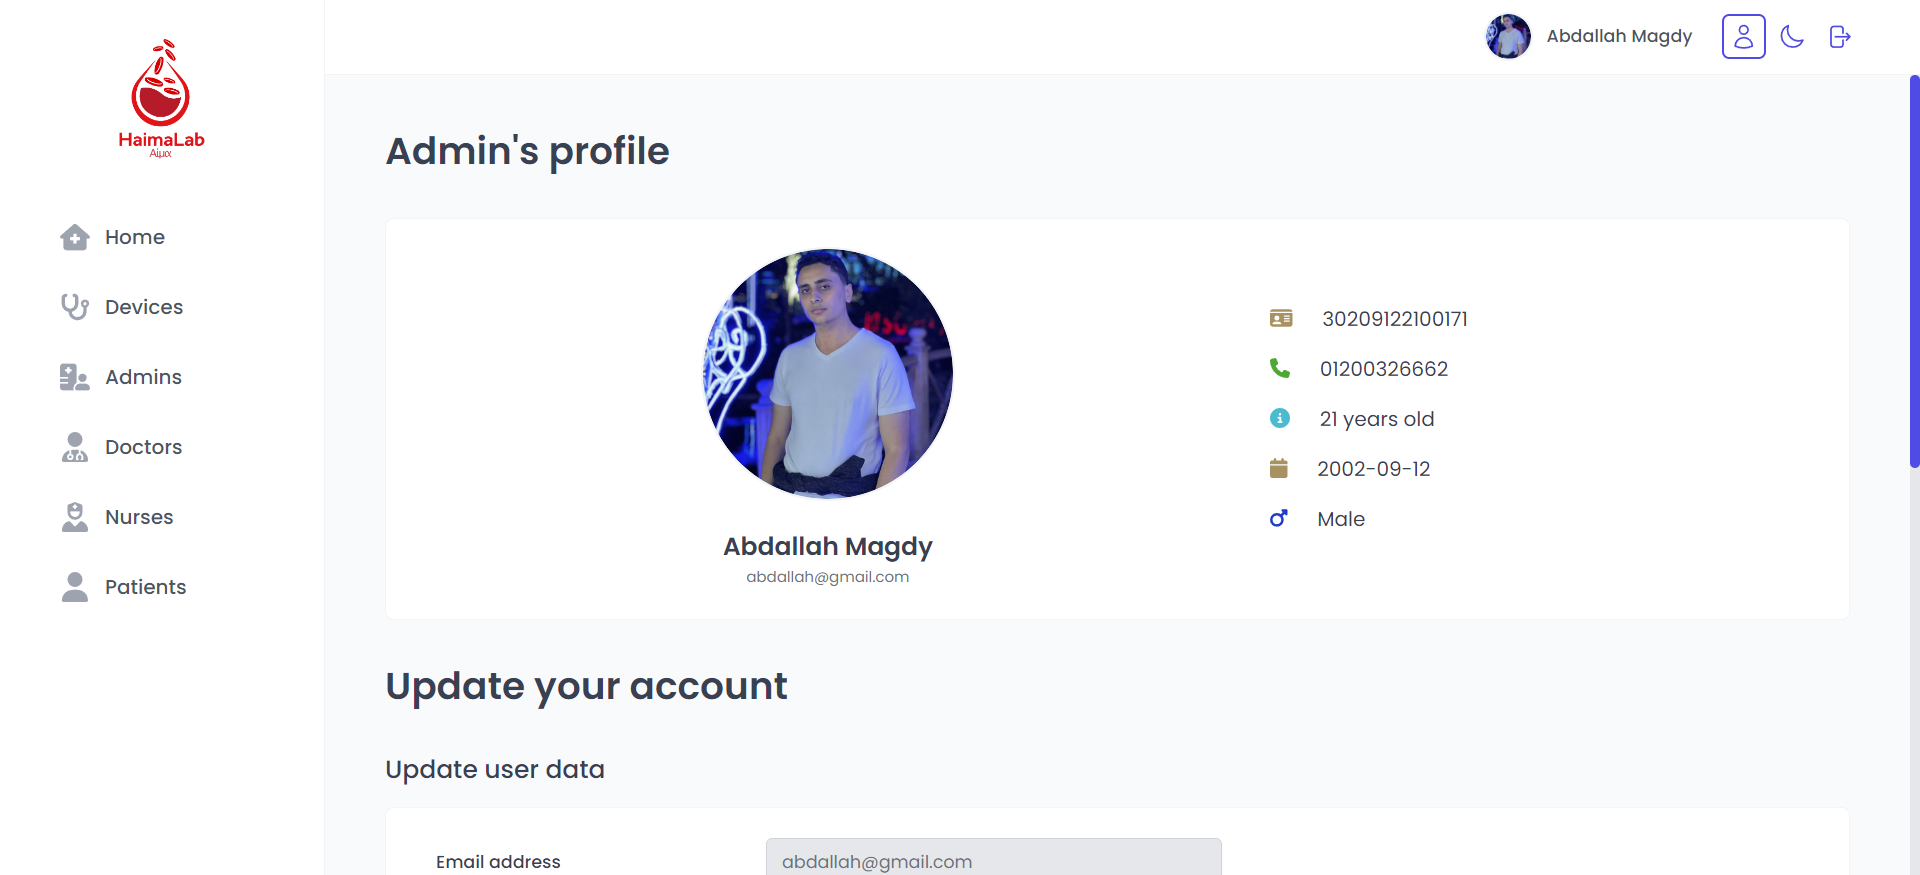 HaimaLab
Αίμα
Home
Devices
Admins
Doctors
Nurses
Patients
Abdallah Magdy
Admin's profile
Abdallah Magdy
abdallah@gmail.com
30209122100171
01200326662
21 years old
2002-09-12
Male
Update your account
Update user data
Email address
abdallah@gmail.com